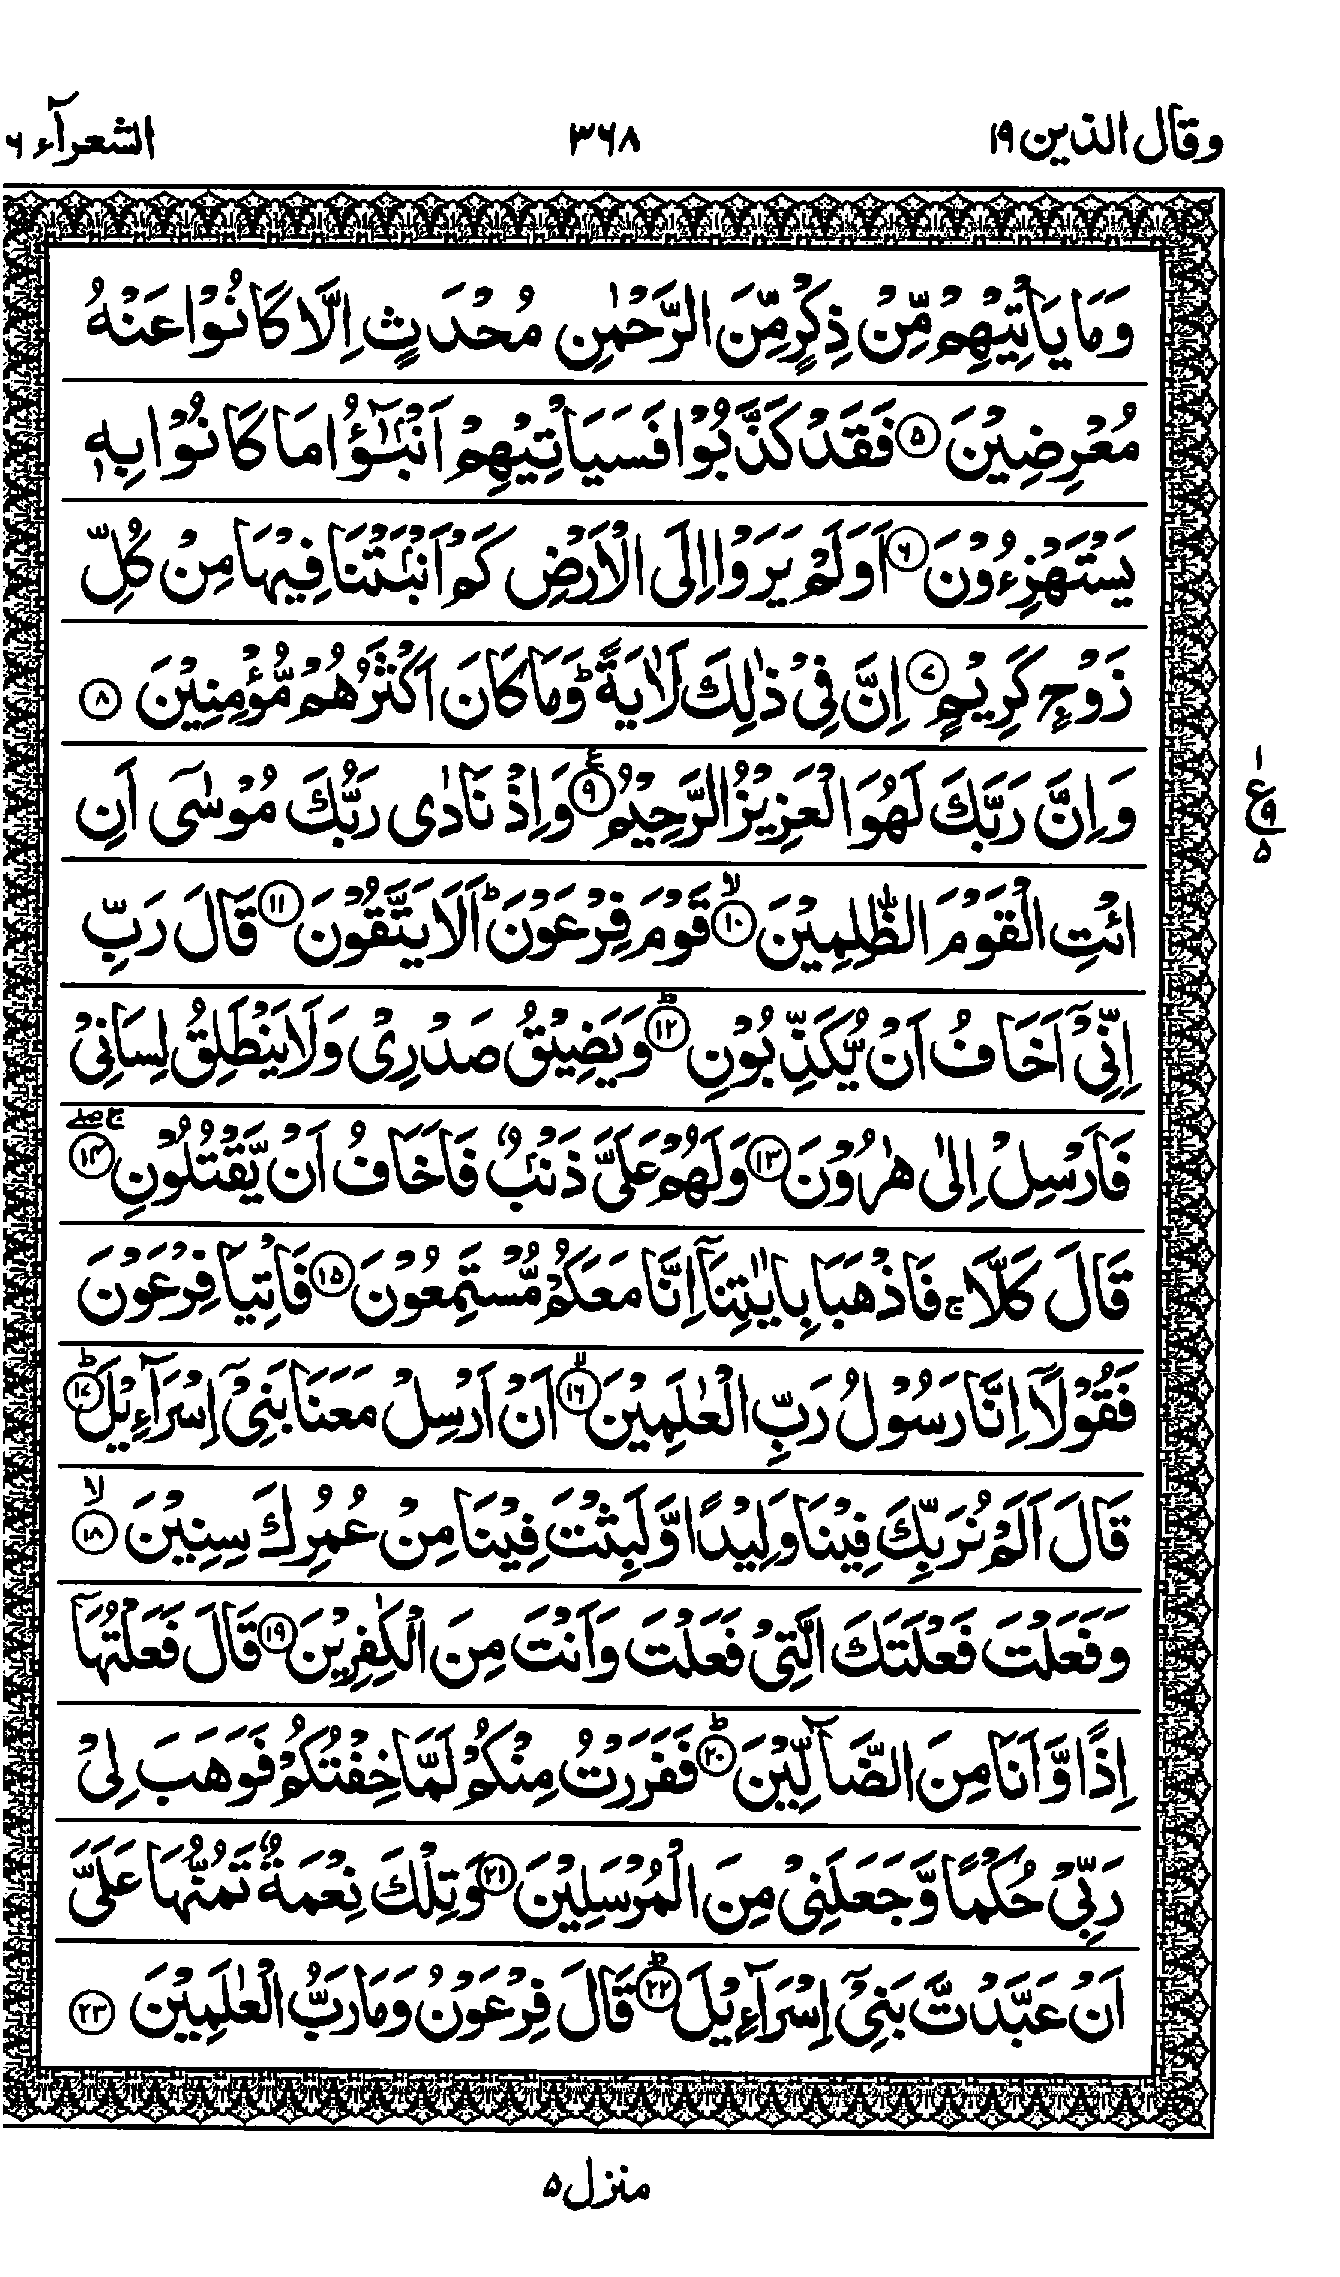 وقال الذين ١٩
٣٦٨
الشعرآء ٢٦
وَمَا يَاْتِيْهِمْ مِّنْ ذِكْرٍ مِّنَ الرَّحْمٰنِ مُحْدَثٍ اِلَّا كَانُوْا عَنْهُ
مُعْرِضِيْنَ ۝٥ فَقَدْ كَذَّبُوْا فَسَيَاْتِيْهِمْ اَنْۢبٰٓؤُا مَا كَانُوْا بِهٖ
يَسْتَهْزِءُوْنَ ۝٦ اَوَلَمْ يَرَوْا اِلَى الْاَرْضِ كَمْ اَنْۢبَتْنَا فِيْهَا مِنْ كُلِّ
زَوْجٍ كَرِيْمٍ ۝٧ اِنَّ فِيْ ذٰلِكَ لَاٰيَةً ؕ وَمَا كَانَ اَكْثَرُهُمْ مُّؤْمِنِيْنَ ۝٨
وَاِنَّ رَبَّكَ لَهُوَ الْعَزِيْزُ الرَّحِيْمُ ۝٩ ع وَاِذْ نَادٰى رَبُّكَ مُوْسٰٓى اَنِ
١ ع ٩ ٥
ائْتِ الْقَوْمَ الظّٰلِمِيْنَ ۝١٠ۙ قَوْمَ فِرْعَوْنَ ؕ اَلَا يَتَّقُوْنَ ۝١١ قَالَ رَبِّ
اِنِّيْٓ اَخَافُ اَنْ يُّكَذِّبُوْنِ ۝١٢ؕ وَيَضِيْقُ صَدْرِيْ وَلَا يَنْطَلِقُ لِسَانِيْ
فَاَرْسِلْ اِلٰى هٰرُوْنَ ۝١٣ وَلَهُمْ عَلَيَّ ذَنْۢبٌ فَاَخَافُ اَنْ يَّقْتُلُوْنِ ۝١٤ۚۖ
قَالَ كَلَّا ۚ فَاذْهَبَا بِاٰيٰتِنَآ اِنَّا مَعَكُمْ مُّسْتَمِعُوْنَ ۝١٥ فَاْتِيَا فِرْعَوْنَ
فَقُوْلَآ اِنَّا رَسُوْلُ رَبِّ الْعٰلَمِيْنَ ۝١٦ۙ اَنْ اَرْسِلْ مَعَنَا بَنِيْٓ اِسْرَآءِيْلَ ۝١٧ؕ
قَالَ اَلَمْ نُرَبِّكَ فِيْنَا وَلِيْدًا وَّلَبِثْتَ فِيْنَا مِنْ عُمُرِكَ سِنِيْنَ ۝١٨ۙ
وَفَعَلْتَ فَعْلَتَكَ الَّتِيْ فَعَلْتَ وَاَنْتَ مِنَ الْكٰفِرِيْنَ ۝١٩ قَالَ فَعَلْتُهَآ
اِذًا وَّاَنَا مِنَ الضَّآلِّيْنَ ۝٢٠ؕ فَفَرَرْتُ مِنْكُمْ لَمَّا خِفْتُكُمْ فَوَهَبَ لِيْ
رَبِّيْ حُكْمًا وَّجَعَلَنِيْ مِنَ الْمُرْسَلِيْنَ ۝٢١ وَتِلْكَ نِعْمَةٌ تَمُنُّهَا عَلَيَّ
اَنْ عَبَّدْتَّ بَنِيْٓ اِسْرَآءِيْلَ ۝٢٢ؕ قَالَ فِرْعَوْنُ وَمَا رَبُّ الْعٰلَمِيْنَ ۝٢٣
منزل ٥